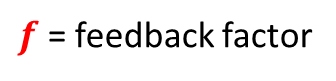 f = feedback factor